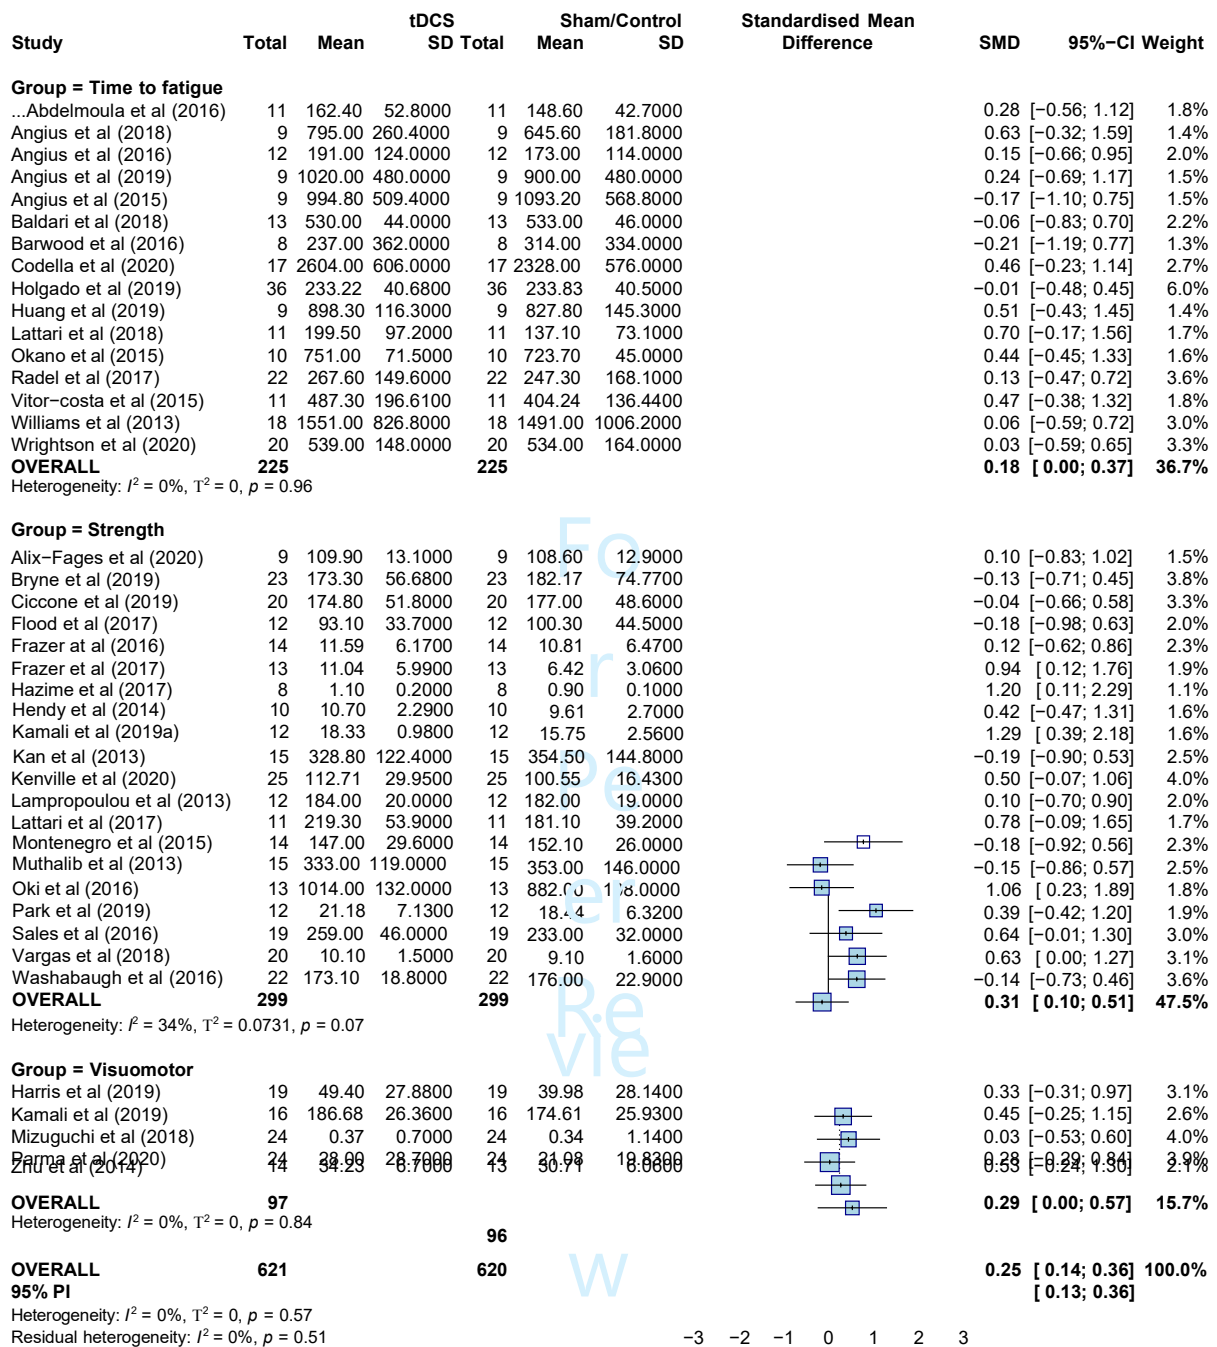 tDCS Sham/Control Standardised Mean
Study Total Mean SD Total Mean SD Difference SMD 95%−CI Weight
Group = Time to fatigue
...Abdelmoula et al (2016) 11 162.40 52.8000 11 148.60 42.7000 0.28 [−0.56; 1.12] 1.8%
Angius et al (2018) 9 795.00 260.4000 9 645.60 181.8000 0.63 [−0.32; 1.59] 1.4%
Angius et al (2016) 12 191.00 124.0000 12 173.00 114.0000 0.15 [−0.66; 0.95] 2.0%
Angius et al (2019) 9 1020.00 480.0000 9 900.00 480.0000 0.24 [−0.69; 1.17] 1.5%
Angius et al (2015) 9 994.80 509.4000 9 1093.20 568.8000 −0.17 [−1.10; 0.75] 1.5%
Baldari et al (2018) 13 530.00 44.0000 13 533.00 46.0000 −0.06 [−0.83; 0.70] 2.2%
Barwood et al (2016) 8 237.00 362.0000 8 314.00 334.0000 −0.21 [−1.19; 0.77] 1.3%
Codella et al (2020) 17 2604.00 606.0000 17 2328.00 576.0000 0.46 [−0.23; 1.14] 2.7%
Holgado et al (2019) 36 233.22 40.6800 36 233.83 40.5000 −0.01 [−0.48; 0.45] 6.0%
Huang et al (2019) 9 898.30 116.3000 9 827.80 145.3000 0.51 [−0.43; 1.45] 1.4%
Lattari et al (2018) 11 199.50 97.2000 11 137.10 73.1000 0.70 [−0.17; 1.56] 1.7%
Okano et al (2015) 10 751.00 71.5000 10 723.70 45.0000 0.44 [−0.45; 1.33] 1.6%
Radel et al (2017) 22 267.60 149.6000 22 247.30 168.1000 0.13 [−0.47; 0.72] 3.6%
Vitor−costa et al (2015) 11 487.30 196.6100 11 404.24 136.4400 0.47 [−0.38; 1.32] 1.8%
Williams et al (2013) 18 1551.00 826.8000 18 1491.00 1006.2000 0.06 [−0.59; 0.72] 3.0%
Wrightson et al (2020) 20 539.00 148.0000 20 534.00 164.0000 0.03 [−0.59; 0.65] 3.3%
OVERALL 225 225 0.18 [ 0.00; 0.37] 36.7%
Heterogeneity: I² = 0%, Τ² = 0, p = 0.96
Group = Strength
Alix−Fages et al (2020) 9 109.90 13.1000 9 108.60 12.9000 0.10 [−0.83; 1.02] 1.5%
Bryne et al (2019) 23 173.30 56.6800 23 182.17 74.7700 −0.13 [−0.71; 0.45] 3.8%
Ciccone et al (2019) 20 174.80 51.8000 20 177.00 48.6000 −0.04 [−0.66; 0.58] 3.3%
Flood et al (2017) 12 93.10 33.7000 12 100.30 44.5000 −0.18 [−0.98; 0.63] 2.0%
Frazer at al (2016) 14 11.59 6.1700 14 10.81 6.4700 0.12 [−0.62; 0.86] 2.3%
Frazer et al (2017) 13 11.04 5.9900 13 6.42 3.0600 0.94 [ 0.12; 1.76] 1.9%
Hazime et al (2017) 8 1.10 0.2000 8 0.90 0.1000 1.20 [ 0.11; 2.29] 1.1%
Hendy et al (2014) 10 10.70 2.2900 10 9.61 2.7000 0.42 [−0.47; 1.31] 1.6%
Kamali et al (2019a) 12 18.33 0.9800 12 15.75 2.5600 1.29 [ 0.39; 2.18] 1.6%
Kan et al (2013) 15 328.80 122.4000 15 354.50 144.8000 −0.19 [−0.90; 0.53] 2.5%
Kenville et al (2020) 25 112.71 29.9500 25 100.55 16.4300 0.50 [−0.07; 1.06] 4.0%
Lampropoulou et al (2013) 12 184.00 20.0000 12 182.00 19.0000 0.10 [−0.70; 0.90] 2.0%
Lattari et al (2017) 11 219.30 53.9000 11 181.10 39.2000 0.78 [−0.09; 1.65] 1.7%
Montenegro et al (2015) 14 147.00 29.6000 14 152.10 26.0000 −0.18 [−0.92; 0.56] 2.3%
Muthalib et al (2013) 15 333.00 119.0000 15 353.00 146.0000 −0.15 [−0.86; 0.57] 2.5%
Oki et al (2016) 13 1014.00 132.0000 13 1.06 [ 0.23; 1.89] 1.8%
Park et al (2019) 12 21.18 7.1300 12 18.44 6.3200 0.39 [−0.42; 1.20] 1.9%
Sales et al (2016) 19 259.00 46.0000 19 233.00 32.0000 0.64 [−0.01; 1.30] 3.0%
Vargas et al (2018) 20 10.10 1.5000 20 9.10 1.6000 0.63 [ 0.00; 1.27] 3.1%
Washabaugh et al (2016) 22 173.10 18.8000 22 176.00 22.9000 −0.14 [−0.73; 0.46] 3.6%
OVERALL 299 299 0.31 [ 0.10; 0.51] 47.5%
Heterogeneity: I² = 34%, Τ² = 0.0731, p = 0.07
Group = Visuomotor
Harris et al (2019) 19 49.40 27.8800 19 39.98 28.1400 0.33 [−0.31; 0.97] 3.1%
Kamali et al (2019) 16 186.68 26.3600 16 174.61 25.9300 0.45 [−0.25; 1.15] 2.6%
Mizuguchi et al (2018) 24 0.37 0.7000 24 0.34 1.1400 0.03 [−0.53; 0.60] 4.0%
Parma et al (2020) 24 28.00 28.7000 24 21.08 19.8300 0.28 [−0.29; 0.84] 3.9%
Zhu et al (2014) 14 34.23 6.7000 13 30.71 6.0600 0.53 [−0.24; 1.30] 2.1%
OVERALL 97 0.29 [ 0.00; 0.57] 15.7%
Heterogeneity: I² = 0%, Τ² = 0, p = 0.84
96
OVERALL 621 620 0.25 [ 0.14; 0.36] 100.0%
95% PI [ 0.13; 0.36]
Heterogeneity: I² = 0%, Τ² = 0, p = 0.57
Residual heterogeneity: I² = 0%, p = 0.51
−3 −2 −1 0 1 2 3
Fo
r
Pe
er
Re
vie
w